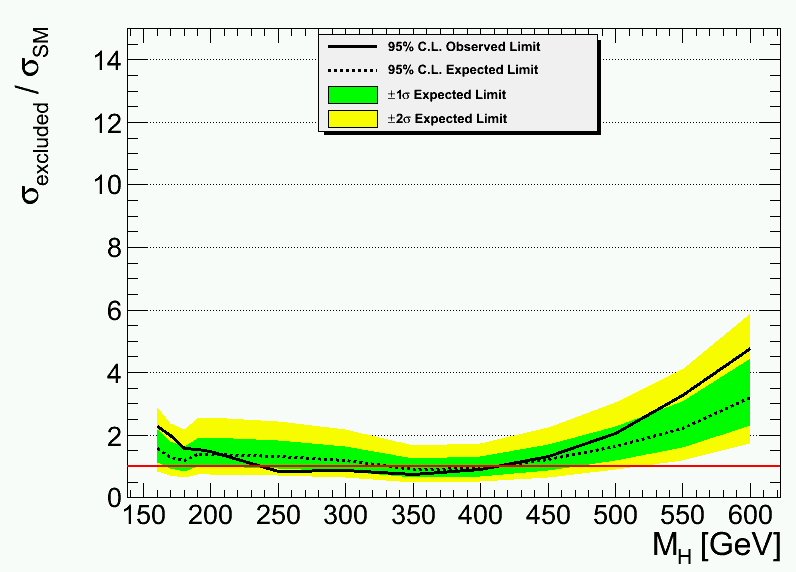 σexcluded / σSM
95% C.L. Observed Limit
95% C.L. Expected Limit
±1σ Expected Limit
±2σ Expected Limit
14
12
10
8
6
4
2
0
150 200 250 300 350 400 450 500 550 600
MH [GeV]